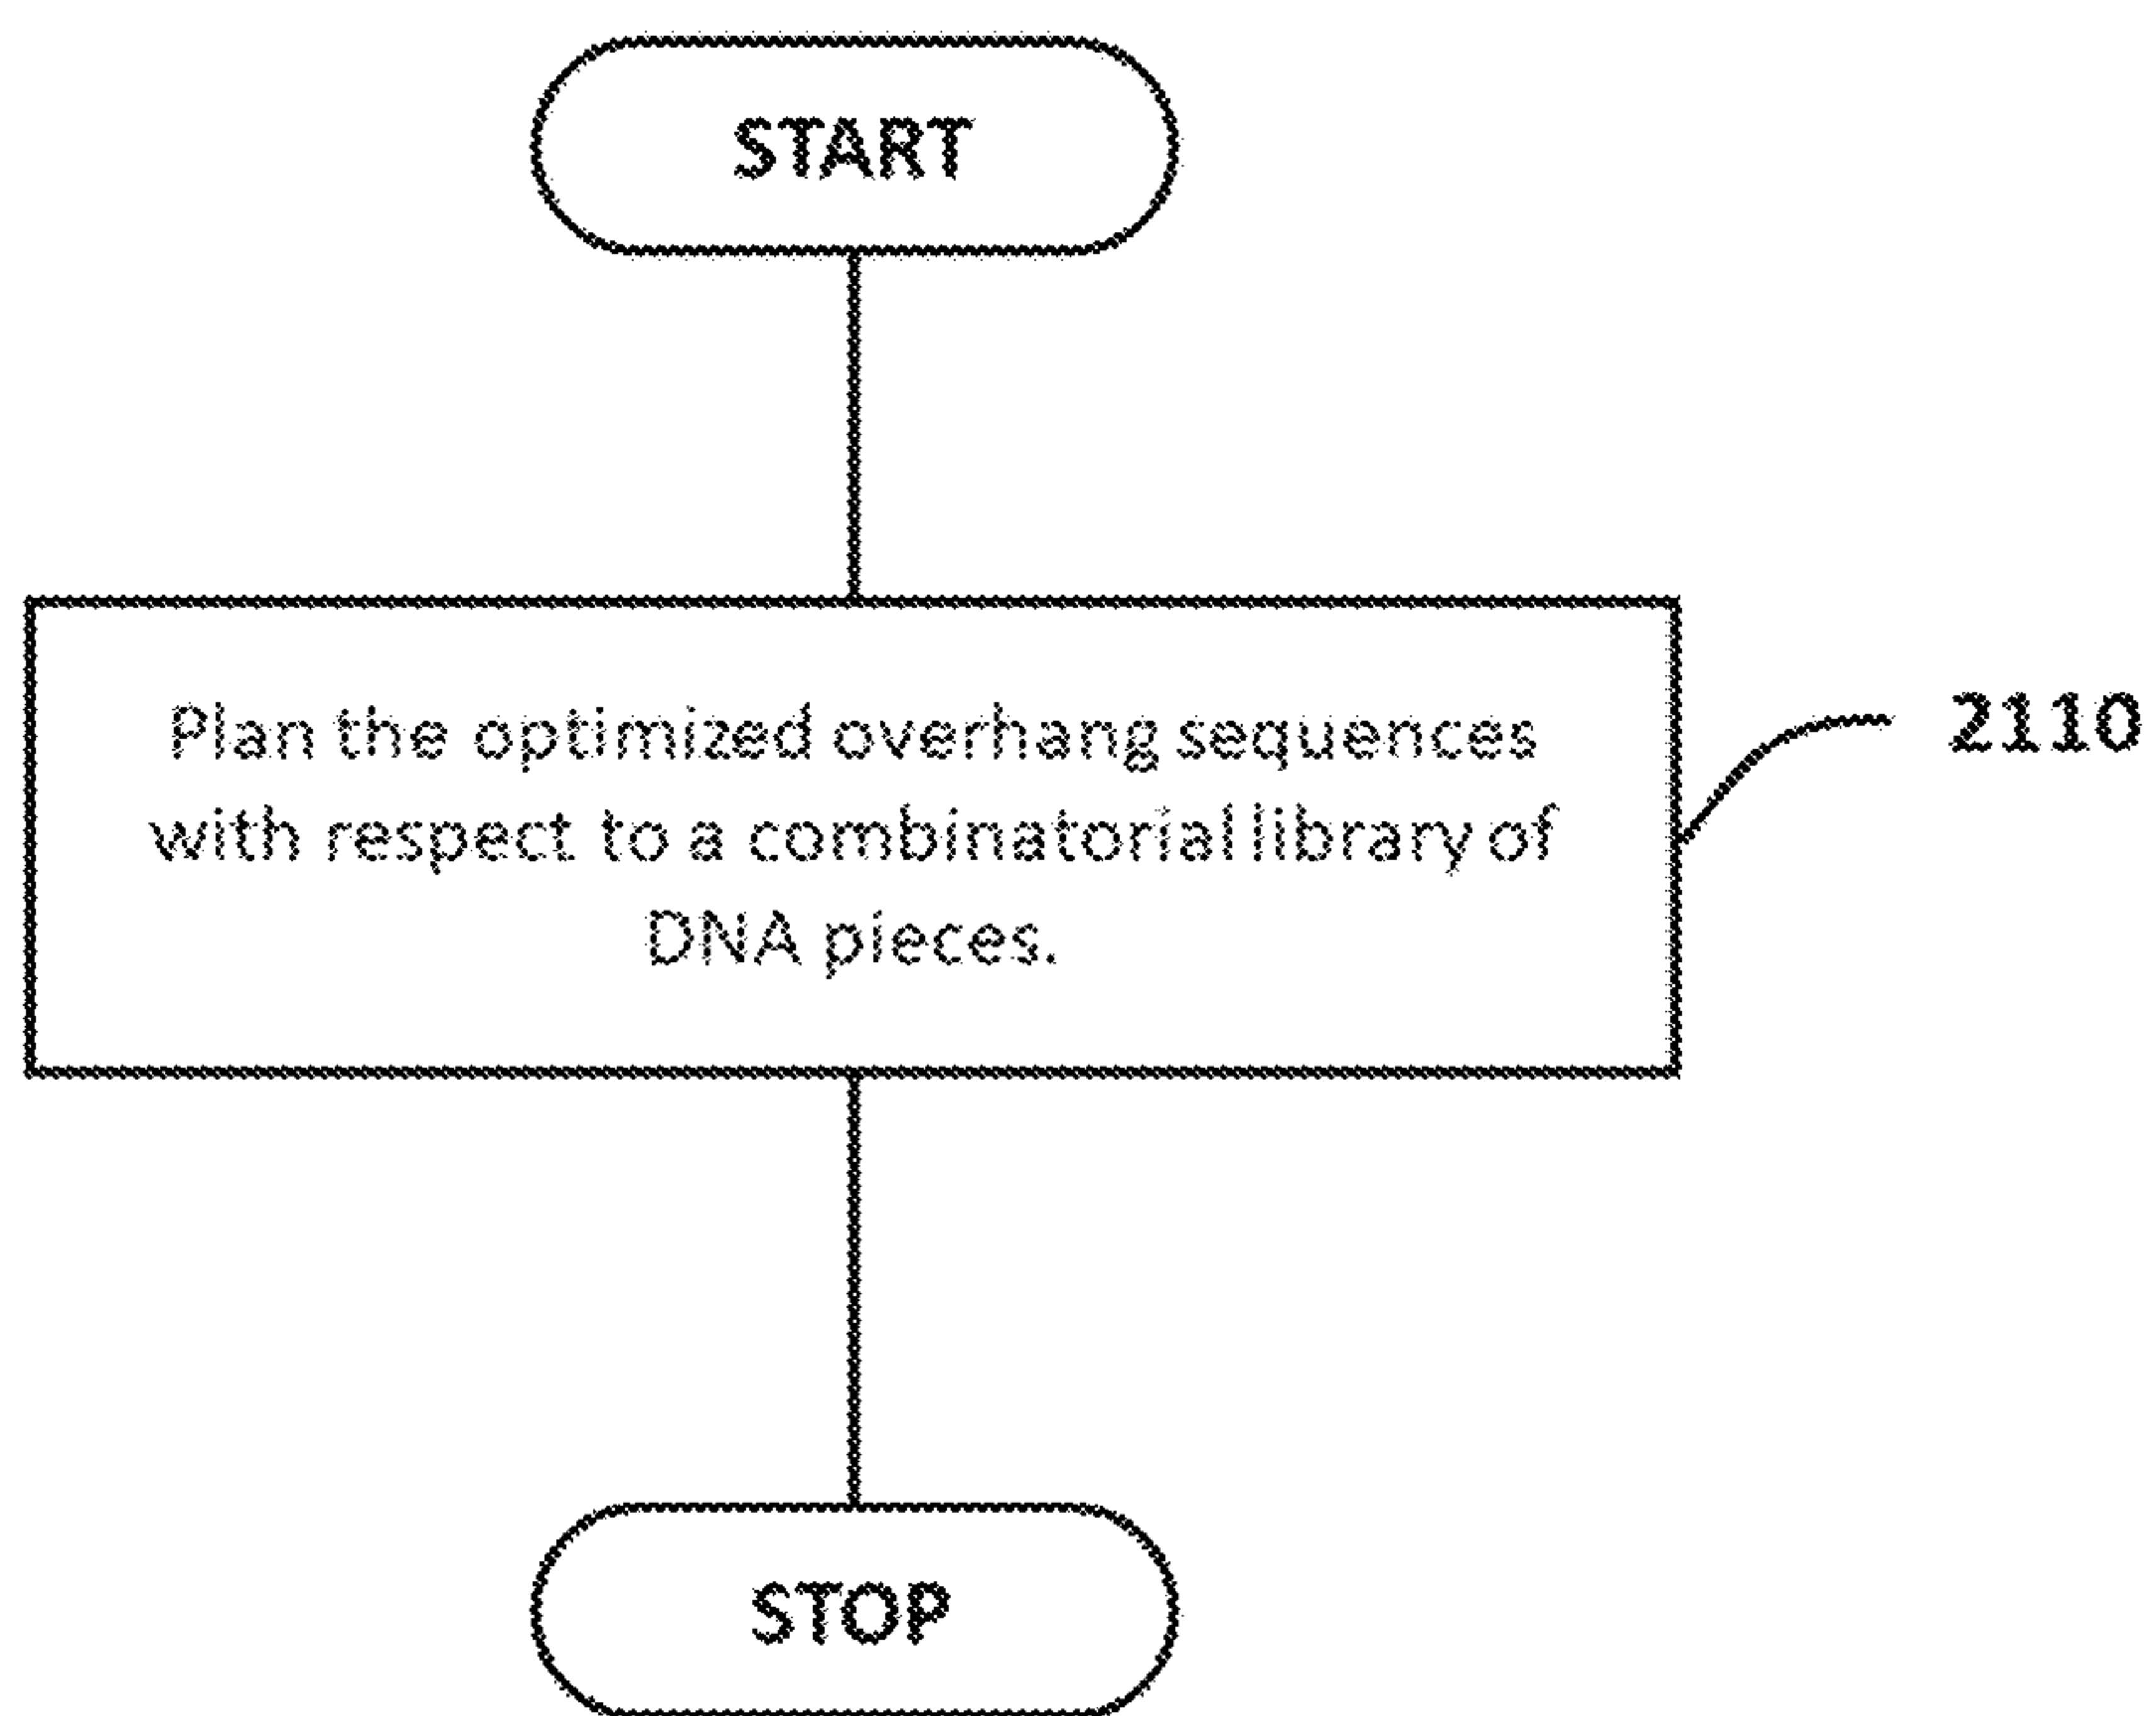 START
Plan the optimized overhang sequences
2110
with respect to a combinatorial library of
DNA pieces.
STOP